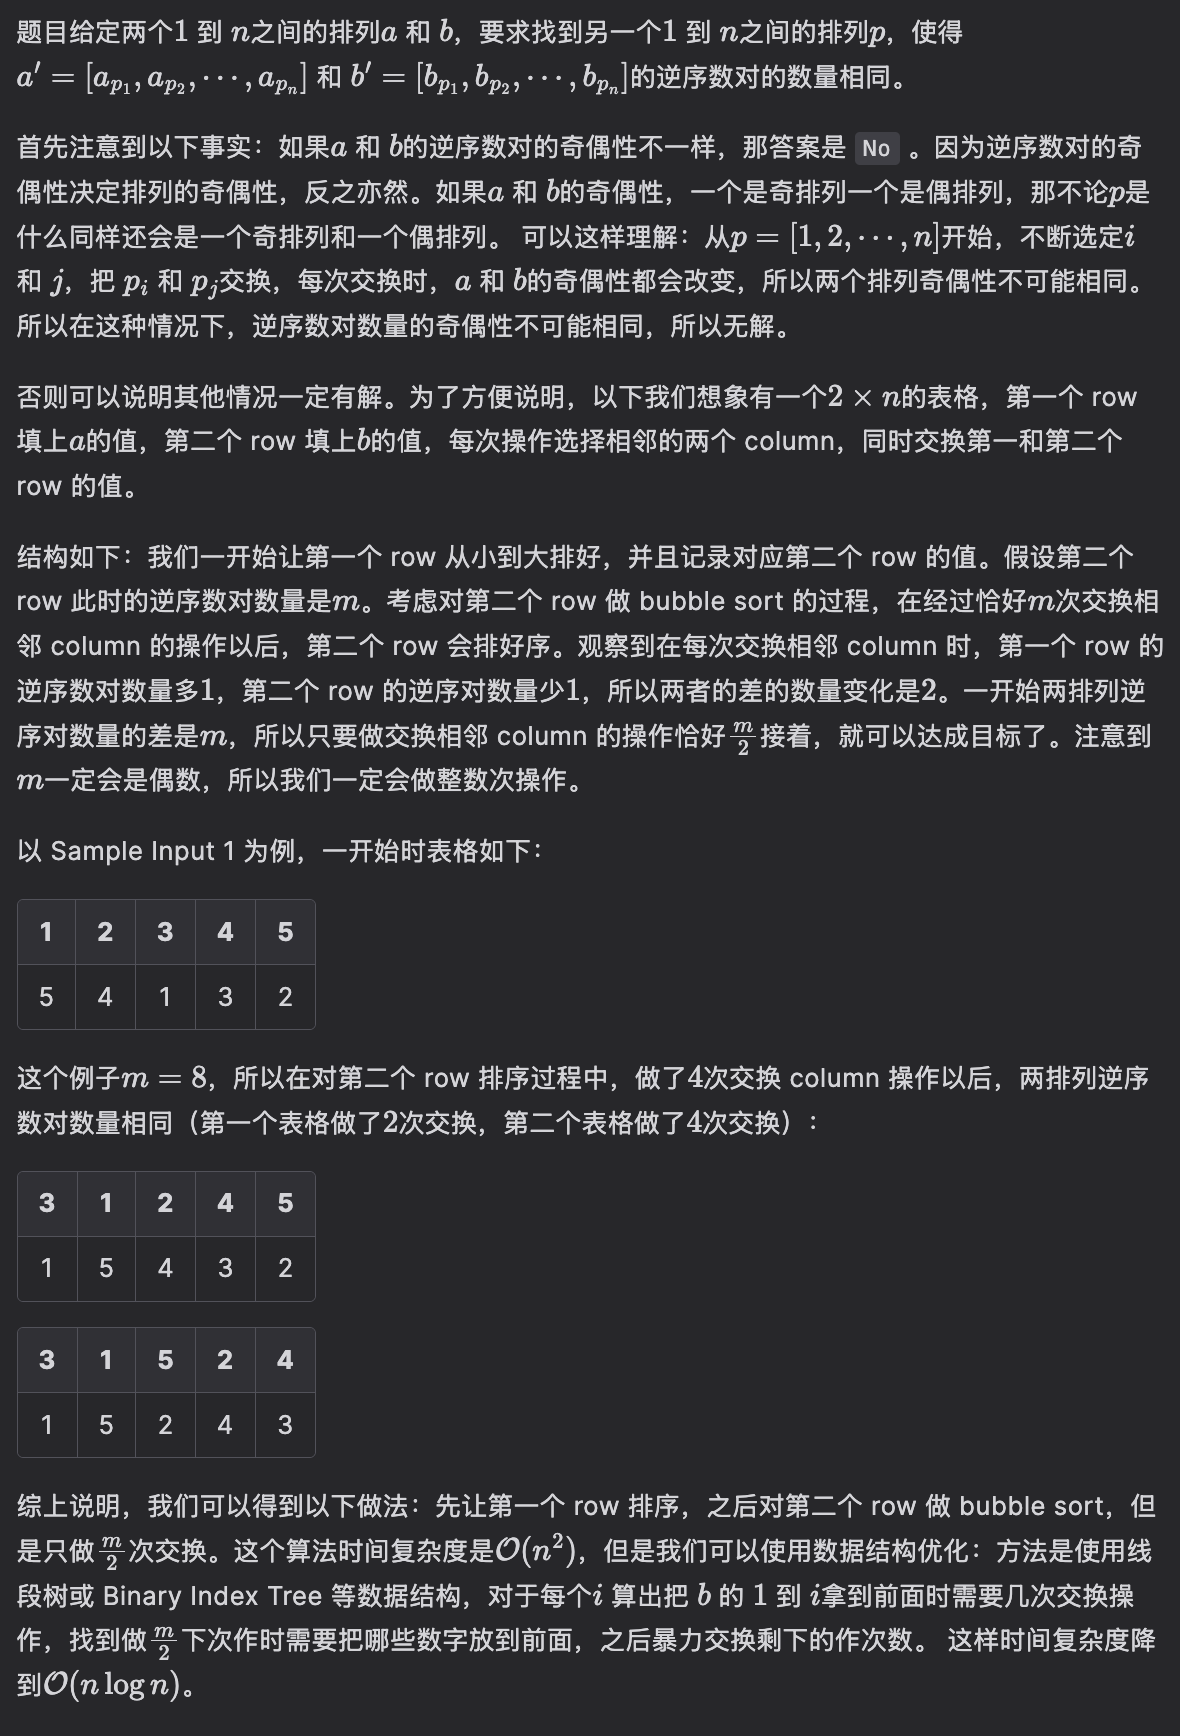 题目给定两个1 到 n之间的排列a 和 b，要求找到另一个1 到 n之间的排列p，使得
a′ = [a_{p_1}, a_{p_2}, ⋯, a_{p_n}] 和 b′ = [b_{p_1}, b_{p_2}, ⋯, b_{p_n}]的逆序数对的数量相同。
首先注意到以下事实：如果a 和 b的逆序数对的奇偶性不一样，那答案是 No 。因为逆序数对的奇
偶性决定排列的奇偶性，反之亦然。如果a 和 b的奇偶性，一个是奇排列一个是偶排列，那不论p是
什么同样还会是一个奇排列和一个偶排列。 可以这样理解：从p = [1, 2, ⋯, n]开始，不断选定i
和 j，把 p_i 和 p_j交换，每次交换时，a 和 b的奇偶性都会改变，所以两个排列奇偶性不可能相同。
所以在这种情况下，逆序数对数量的奇偶性不可能相同，所以无解。
否则可以说明其他情况一定有解。为了方便说明，以下我们想象有一个2 × n的表格，第一个 row
填上a的值，第二个 row 填上b的值，每次操作选择相邻的两个 column，同时交换第一和第二个
row 的值。
结构如下：我们一开始让第一个 row 从小到大排好，并且记录对应第二个 row 的值。假设第二个
row 此时的逆序数对数量是m。考虑对第二个 row 做 bubble sort 的过程，在经过恰好m次交换相
邻 column 的操作以后，第二个 row 会排好序。观察到在每次交换相邻 column 时，第一个 row 的
逆序数对数量多1，第二个 row 的逆序对数量少1，所以两者的差的数量变化是2。一开始两排列逆
序对数量的差是m，所以只要做交换相邻 column 的操作恰好\frac{m}{2}接着，就可以达成目标了。注意到
m一定会是偶数，所以我们一定会做整数次操作。
以 Sample Input 1 为例，一开始时表格如下：
1 2 3 4 5
5 4 1 3 2
这个例子m = 8，所以在对第二个 row 排序过程中，做了4次交换 column 操作以后，两排列逆序
数对数量相同（第一个表格做了2次交换，第二个表格做了4次交换）：
3 1 2 4 5
1 5 4 3 2
3 1 5 2 4
1 5 2 4 3
综上说明，我们可以得到以下做法：先让第一个 row 排序，之后对第二个 row 做 bubble sort，但
是只做\frac{m}{2}次交换。这个算法时间复杂度是𝒪(n²)，但是我们可以使用数据结构优化：方法是使用线
段树或 Binary Index Tree 等数据结构，对于每个i 算出把 b 的 1 到 i拿到前面时需要几次交换操
作，找到做\frac{m}{2}下次作时需要把哪些数字放到前面，之后暴力交换剩下的作次数。 这样时间复杂度降
到𝒪(n log n)。